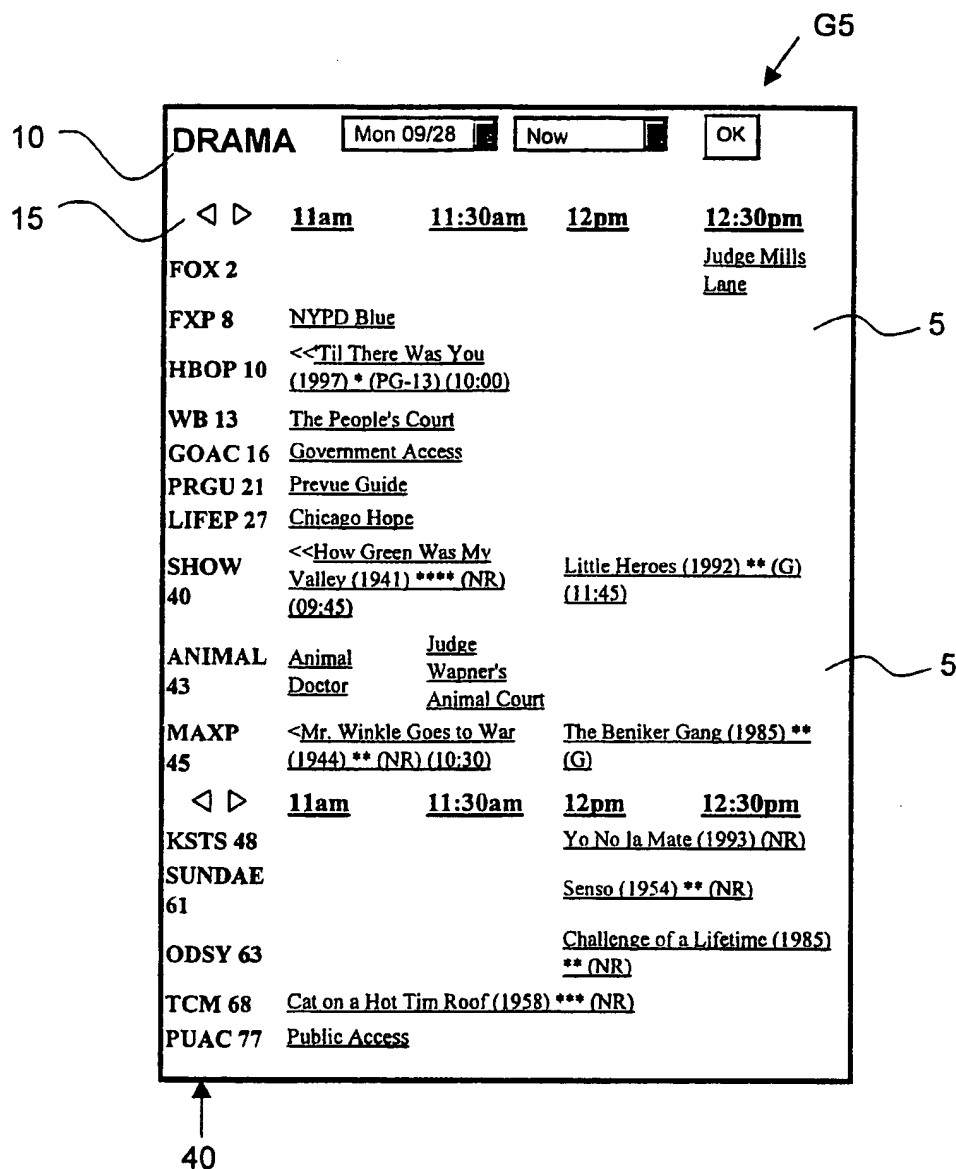 G5
10
DRAMA Mon 09/28 Now OK
15
11am 11:30am 12pm 12:30pm
FOX 2
Judge Mills
Lane
FXP 8 NYPD Blue
5
HBOP 10
<<'Til There Was You
(1997) * (PG-13) (10:00)
WB 13 The People's Court
GOAC 16 Government Access
PRGU 21 Prevue Guide
LIFEP 27 Chicago Hope
SHOW
40
<<How Green Was My
Valley (1941) **** (NR)
(09:45)
Little Heroes (1992) ** (G)
(11:45)
ANIMAL
43
Animal
Doctor
Judge
Wapner's
Animal Court
5
MAXP
45
<Mr. Winkle Goes to War
(1944) ** (NR) (10:30)
The Beniker Gang (1985) **
(G)
11am 11:30am 12pm 12:30pm
KSTS 48 Yo No la Mate (1993) (NR)
SUNDAE
61
Senso (1954) ** (NR)
ODSY 63
Challenge of a Lifetime (1985)
** (NR)
TCM 68 Cat on a Hot Tim Roof (1958) *** (NR)
PUAC 77 Public Access
40